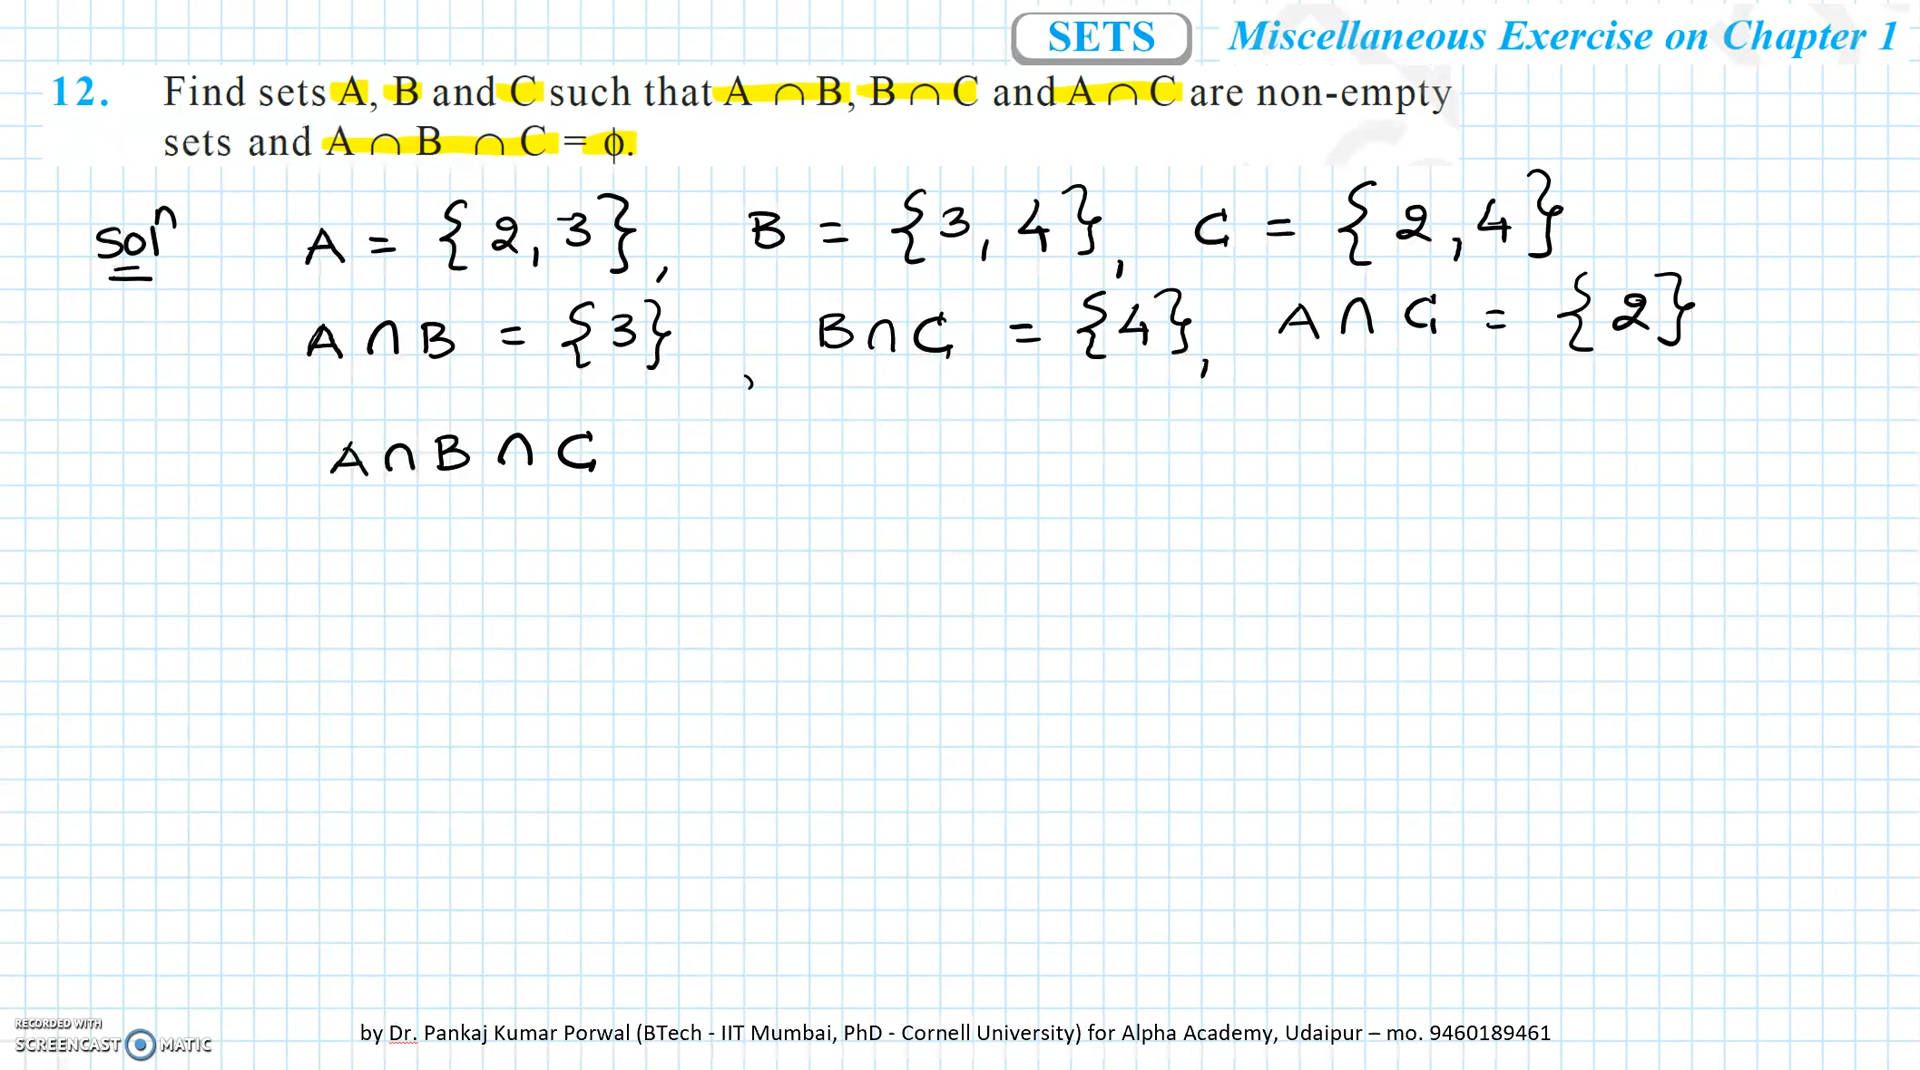 SETS Miscellaneous Exercise on Chapter 1
12. Find sets A, B and C such that A ∩ B, B ∩ C and A ∩ C are non-empty
sets and A ∩ B ∩ C = ϕ.
Solⁿ A = {2, 3}, B = {3, 4}, C = {2, 4}
A ∩ B = {3}, B ∩ C = {4}, A ∩ C = {2}
A ∩ B ∩ C
RECORDED WITH
SCREENCAST MATIC
by Dr. Pankaj Kumar Porwal (BTech - IIT Mumbai, PhD - Cornell University) for Alpha Academy, Udaipur – mo. 9460189461